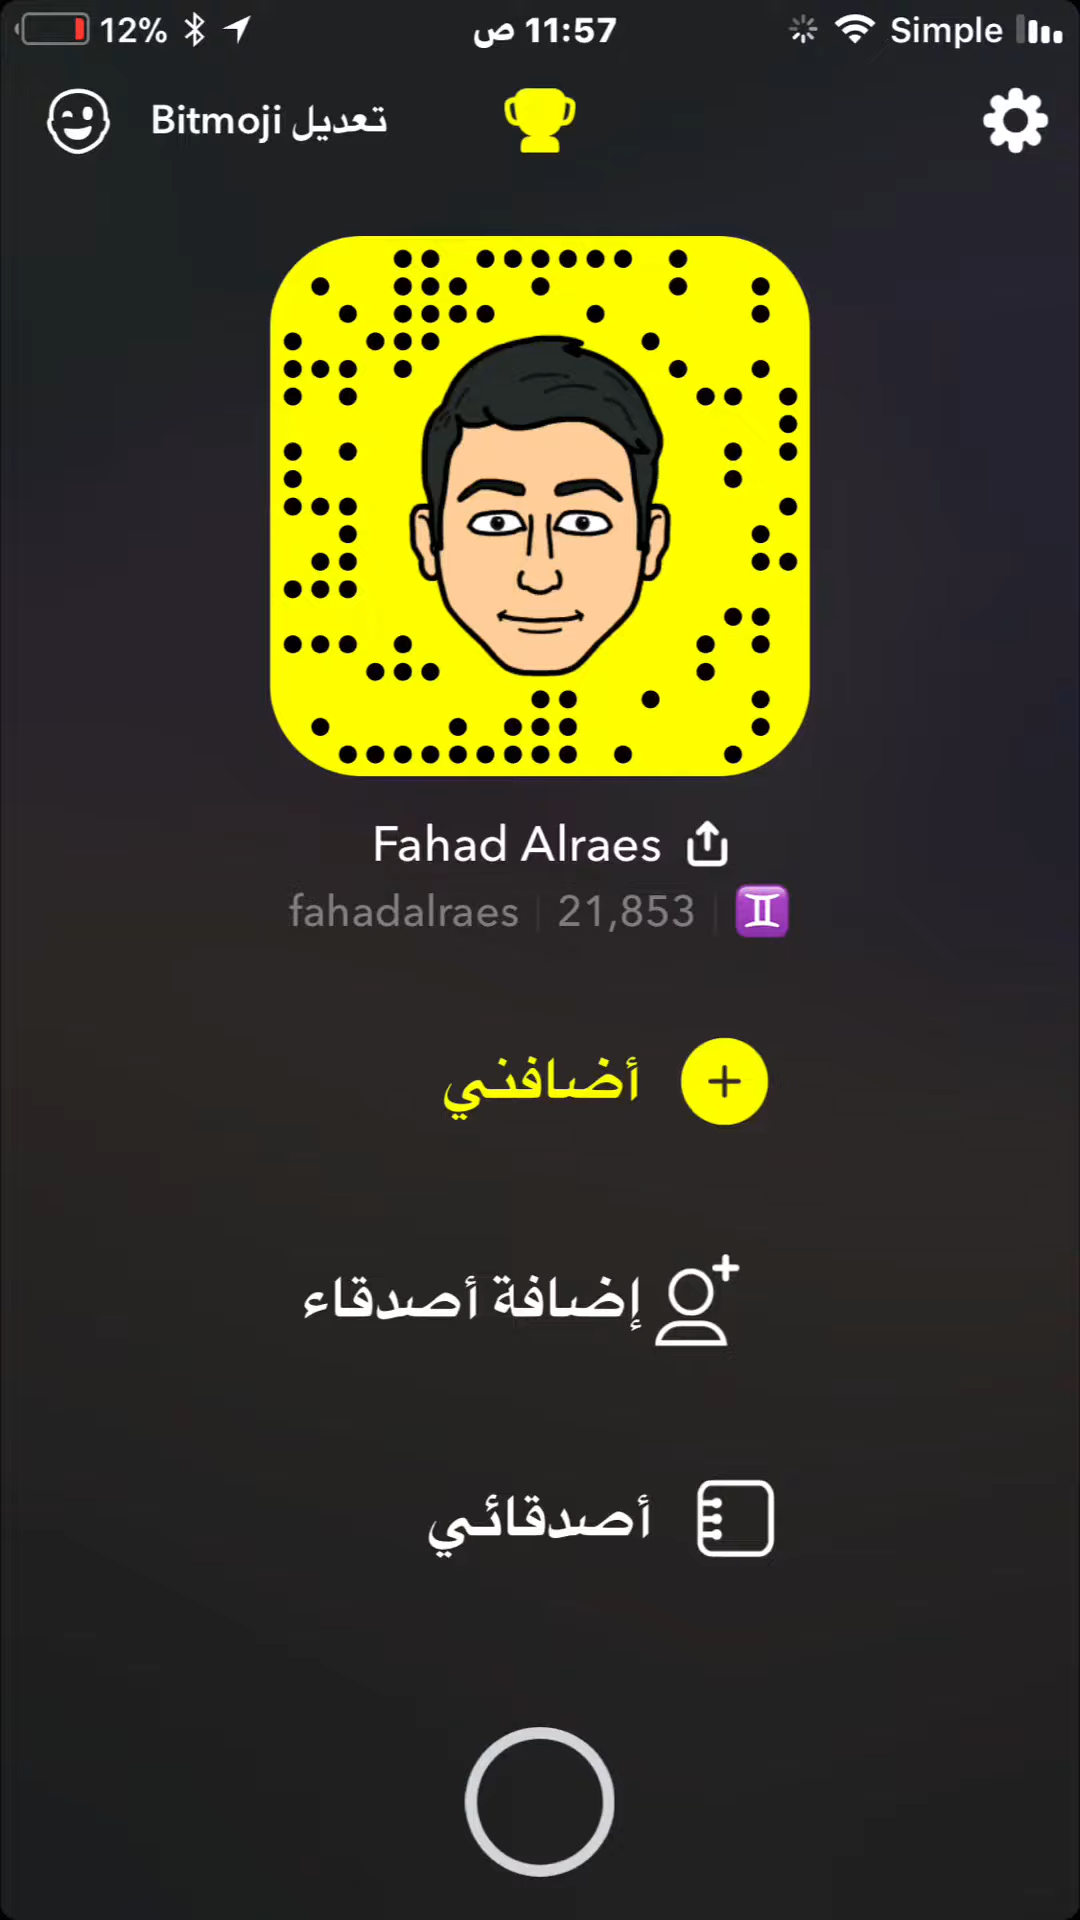 12% 11:57 ص Simple
تعديل Bitmoji
Fahad Alraes
fahadalraes | 21,853 | ♊
أضافني
إضافة أصدقاء
أصدقائي